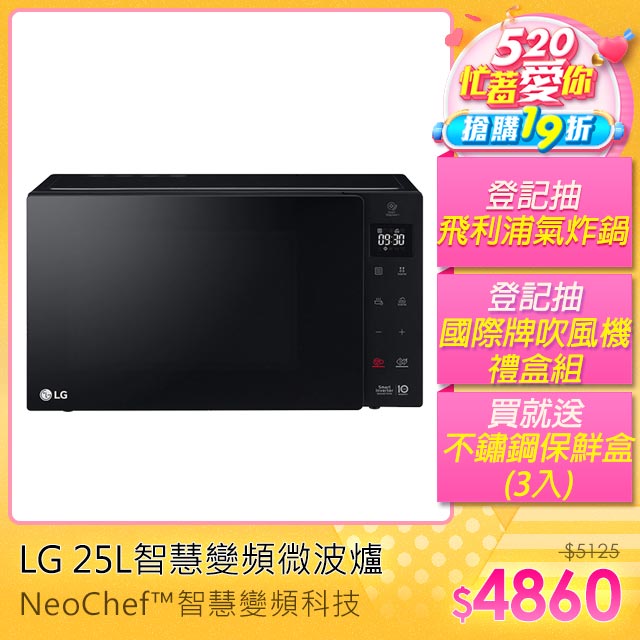 520
忙著愛你
搶購19折
登記抽
飛利浦氣炸鍋
登記抽
國際牌吹風機
禮盒組
買就送
不鏽鋼保鮮盒
(3入)
09:30
Smart
Inverter
10
LG
LG 25L智慧變頻微波爐
NeoChef™智慧變頻科技
$5125
$4860